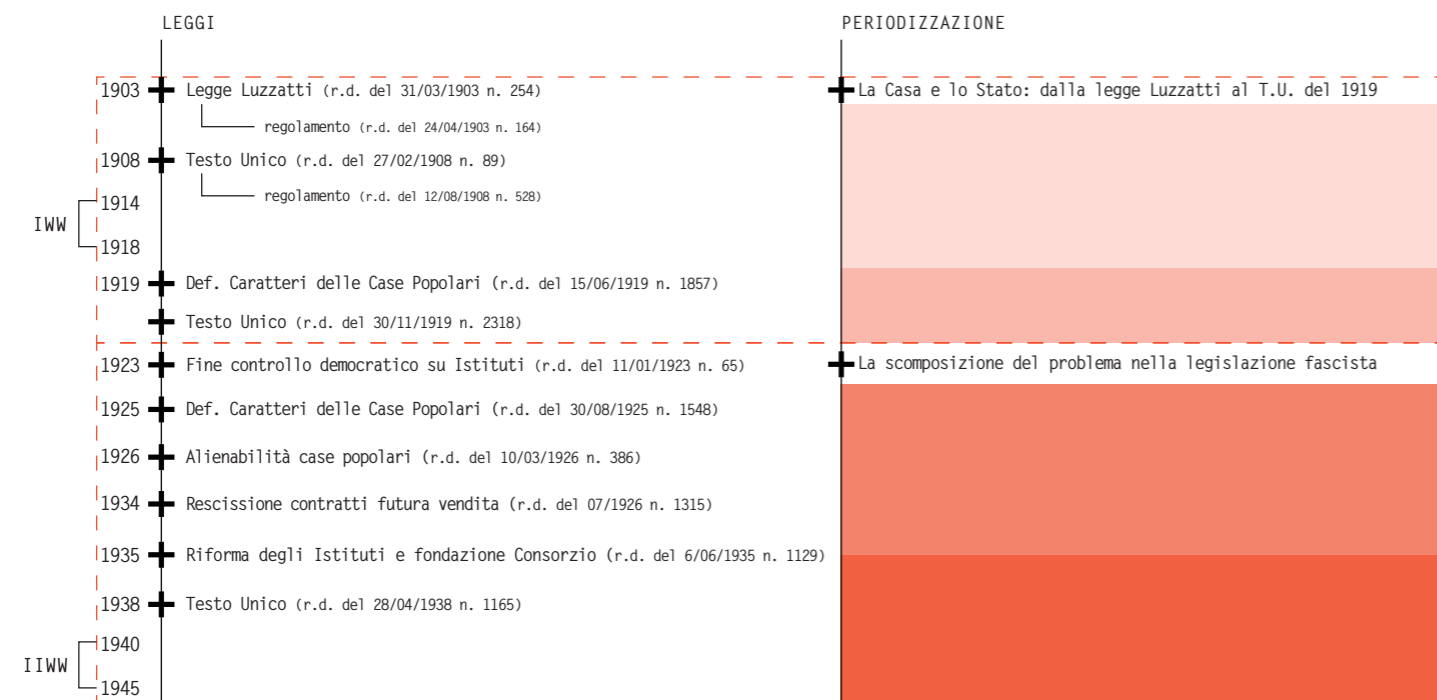 LEGGI
PERIODIZZAZIONE
1903 Legge Luzzatti (r.d. del 31/03/1903 n. 254)
La Casa e lo Stato: dalla legge Luzzatti al T.U. del 1919
regolamento (r.d. del 24/04/1903 n. 164)
1908 Testo Unico (r.d. del 27/02/1908 n. 89)
regolamento (r.d. del 12/08/1908 n. 528)
1914
IWW
1918
1919 Def. Caratteri delle Case Popolari (r.d. del 15/06/1919 n. 1857)
Testo Unico (r.d. del 30/11/1919 n. 2318)
1923 Fine controllo democratico su Istituti (r.d. del 11/01/1923 n. 65)
La scomposizione del problema nella legislazione fascista
1925 Def. Caratteri delle Case Popolari (r.d. del 30/08/1925 n. 1548)
1926 Alienabilità case popolari (r.d. del 10/03/1926 n. 386)
1934 Rescissione contratti futura vendita (r.d. del 07/1926 n. 1315)
1935 Riforma degli Istituti e fondazione Consorzio (r.d. del 6/06/1935 n. 1129)
1938 Testo Unico (r.d. del 28/04/1938 n. 1165)
1940
IIWW
1945